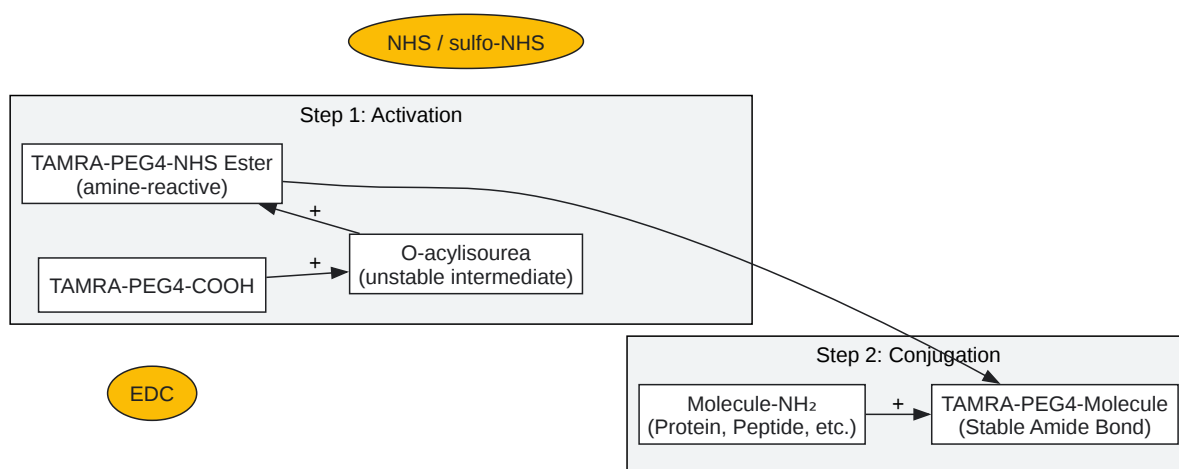 NHS / sulfo-NHS
Step 1: Activation
TAMRA-PEG4-NHS Ester
(amine-reactive)
+
O-acylisourea
(unstable intermediate)
+
TAMRA-PEG4-COOH
Step 2: Conjugation
EDC
Molecule-NH₂
(Protein, Peptide, etc.)
+
TAMRA-PEG4-Molecule
(Stable Amide Bond)